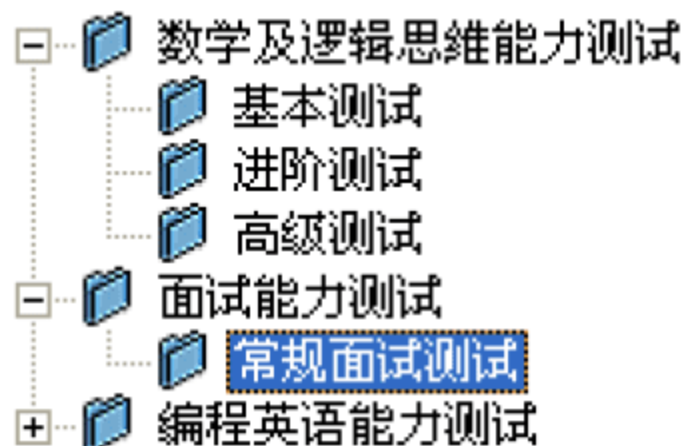 数学及逻辑思维能力测试
基本测试
进阶测试
高级测试
面试能力测试
常规面试测试
编程英语能力测试